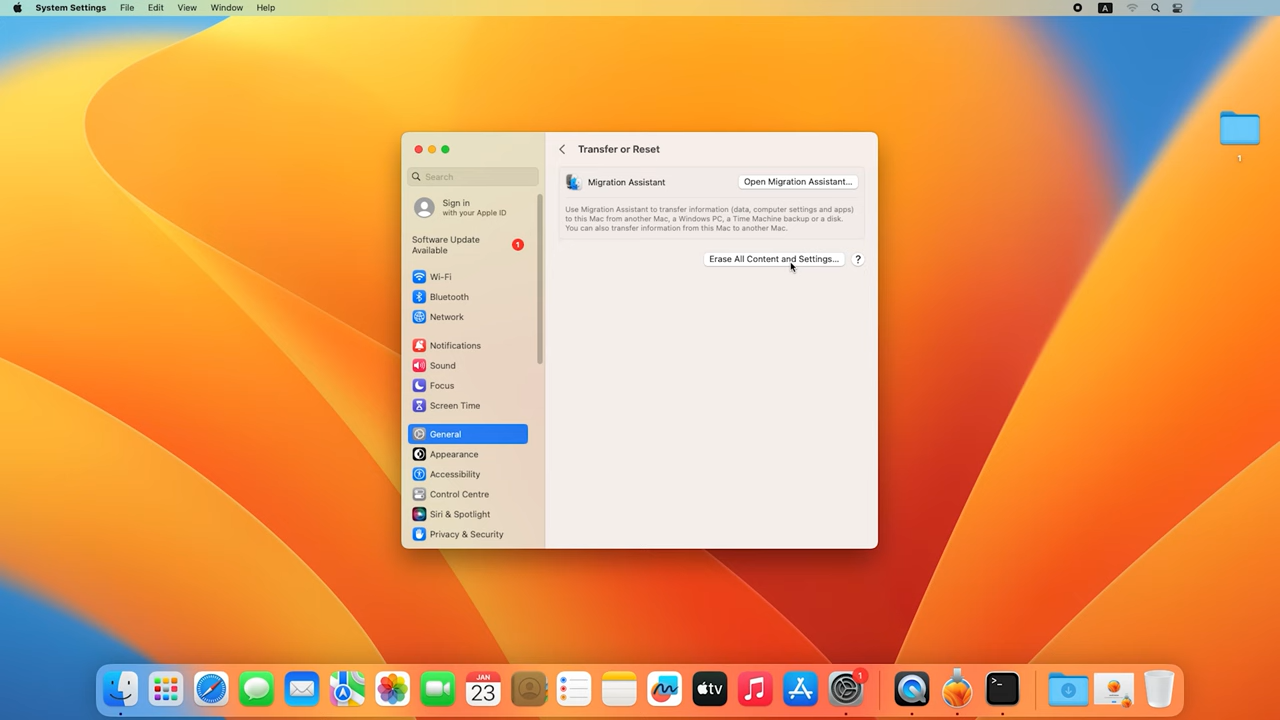 System Settings File Edit View Window Help
A
1
Transfer or Reset
Search
Migration Assistant
Open Migration Assistant...
Sign in
with your Apple ID
Use Migration Assistant to transfer information (data, computer settings and apps)
to this Mac from another Mac, a Windows PC, a Time Machine backup or a disk.
You can also transfer information from this Mac to another Mac.
Software Update
Available
1
Erase All Content and Settings...
?
Wi-Fi
Bluetooth
Network
Notifications
Sound
Focus
Screen Time
General
Appearance
Accessibility
Control Centre
Siri & Spotlight
Privacy & Security
JAN
23
tv
1
>_